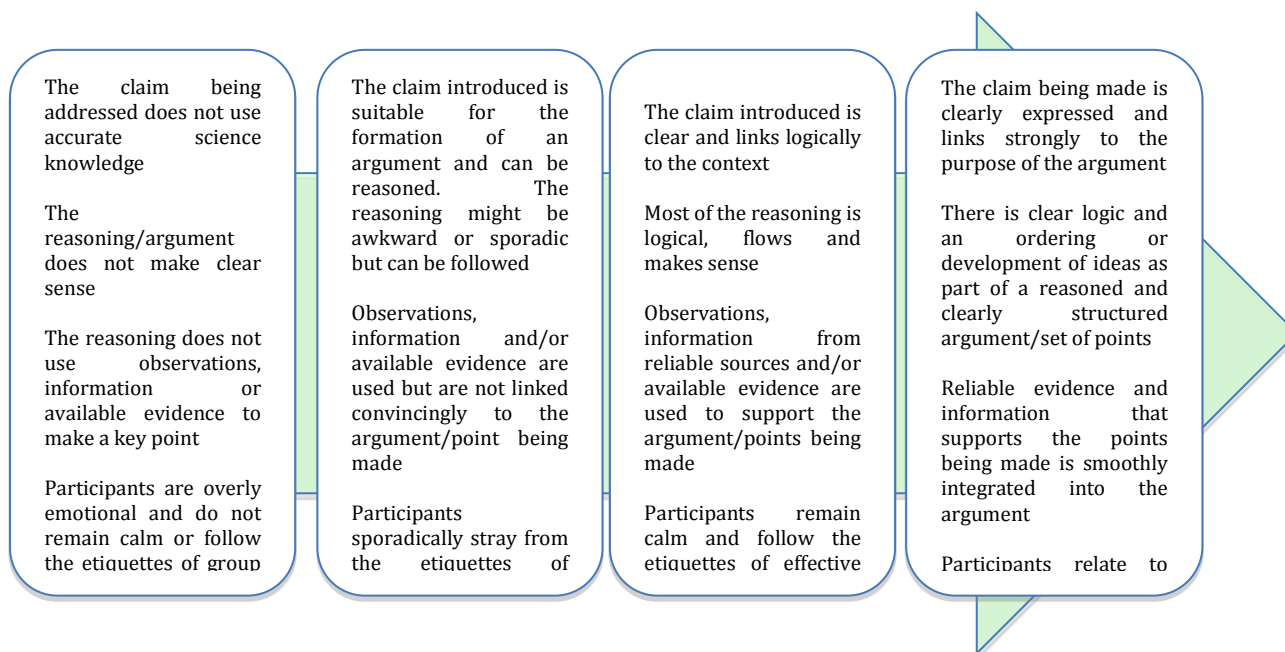 The claim being
addressed does not use
accurate science
knowledge
The
reasoning/argument
does not make clear
sense
The reasoning does not
use observations,
information or
available evidence to
make a key point
Participants are overly
emotional and do not
remain calm or follow
the etiquettes of group
The claim introduced is
suitable for the
formation of an
argument and can be
reasoned. The
reasoning might be
awkward or sporadic
but can be followed
Observations,
information and/or
available evidence are
used but are not linked
convincingly to the
argument/point being
made
Participants
sporadically stray from
the etiquettes of
The claim introduced is
clear and links logically
to the context
Most of the reasoning is
logical, flows and
makes sense
Observations,
information from
reliable sources and/or
available evidence are
used to support the
argument/points being
made
Participants remain
calm and follow the
etiquettes of effective
The claim being made is
clearly expressed and
links strongly to the
purpose of the argument
There is clear logic and
an ordering or
development of ideas as
part of a reasoned and
clearly structured
argument/set of points
Reliable evidence and
information that
supports the points
being made is smoothly
integrated into the
argument
Participants relate to